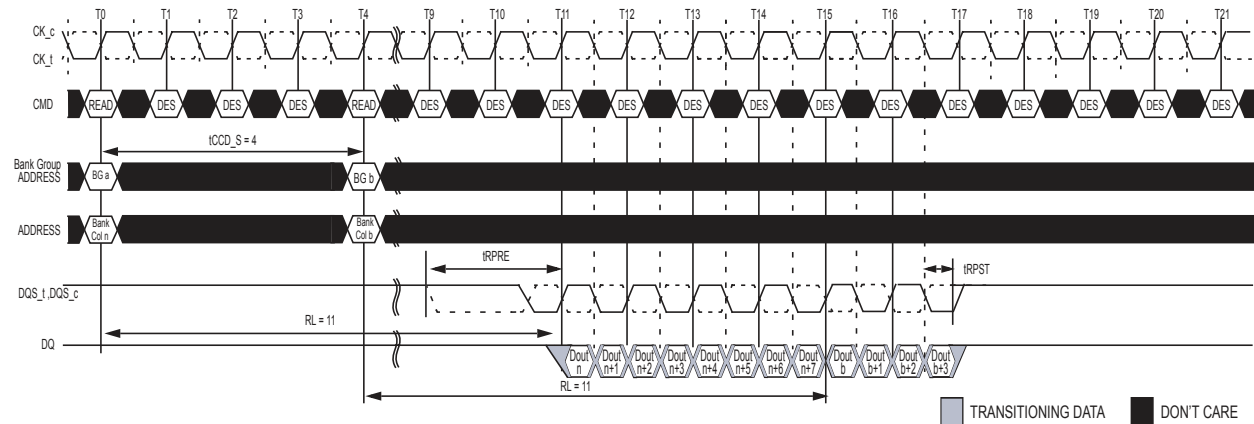 T0 T1 T2 T3 T4 T9 T10 T11 T12 T13 T14 T15 T16 T17 T18 T19 T20 T21
CK_c
CK_t
CMD READ DES DES DES READ DES DES DES DES DES DES DES DES DES DES DES DES DES
tCCD_S = 4
Bank Group
ADDRESS BG a BG b
ADDRESS Bank Col n Bank Col b
tRPRE tRPST
DQS_t ,DQS_c
RL = 11
DQ Dout n Dout n+1 Dout n+2 Dout n+3 Dout n+4 Dout n+5 Dout n+6 Dout n+7 Dout b Dout b+1 Dout b+2 Dout b+3
RL = 11
TRANSITIONING DATA DON'T CARE